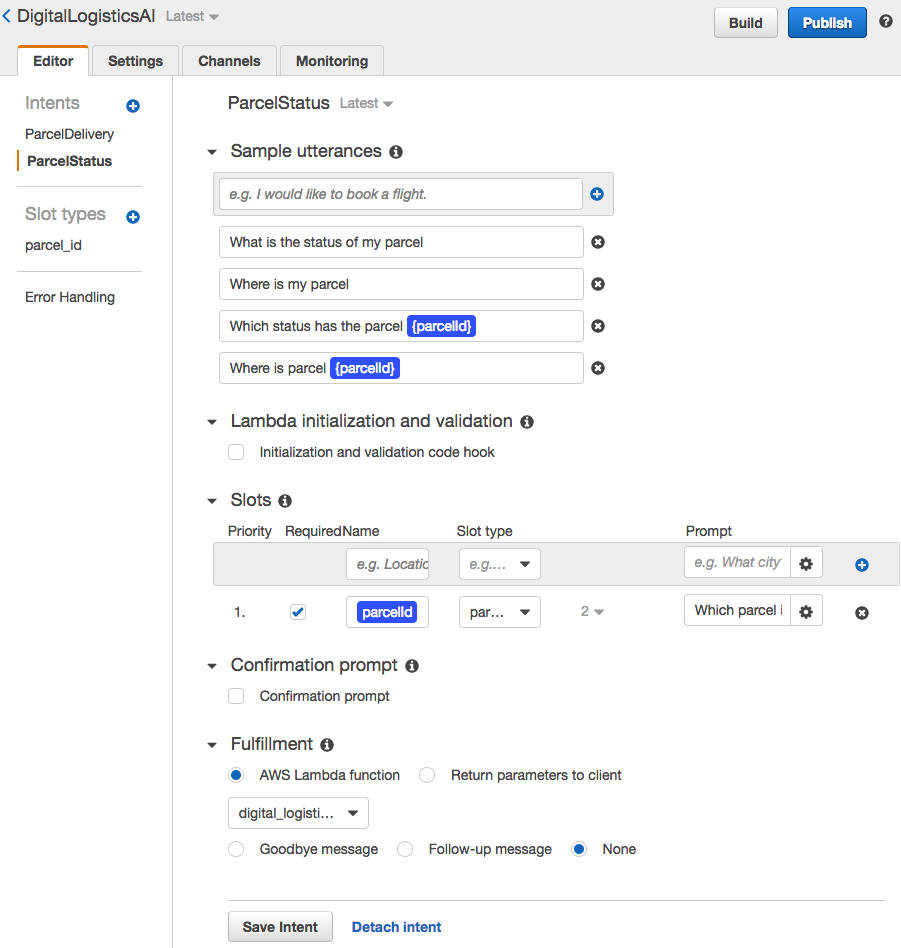 DigitalLogisticsAI Latest
Build Publish
Editor Settings Channels Monitoring
Intents
ParcelDelivery
ParcelStatus
Slot types
parcel_id
Error Handling
ParcelStatus Latest
Sample utterances
e.g. I would like to book a flight.
What is the status of my parcel
Where is my parcel
Which status has the parcel {parcelId}
Where is parcel {parcelId}
Lambda initialization and validation
Initialization and validation code hook
Slots
Priority Required Name Slot type Prompt
e.g. Locatio e.g.... e.g. What city
1. parcelId par... 2 Which parcel i
Confirmation prompt
Confirmation prompt
Fulfillment
AWS Lambda function Return parameters to client
digital_logisti...
Goodbye message Follow-up message None
Save Intent Detach intent